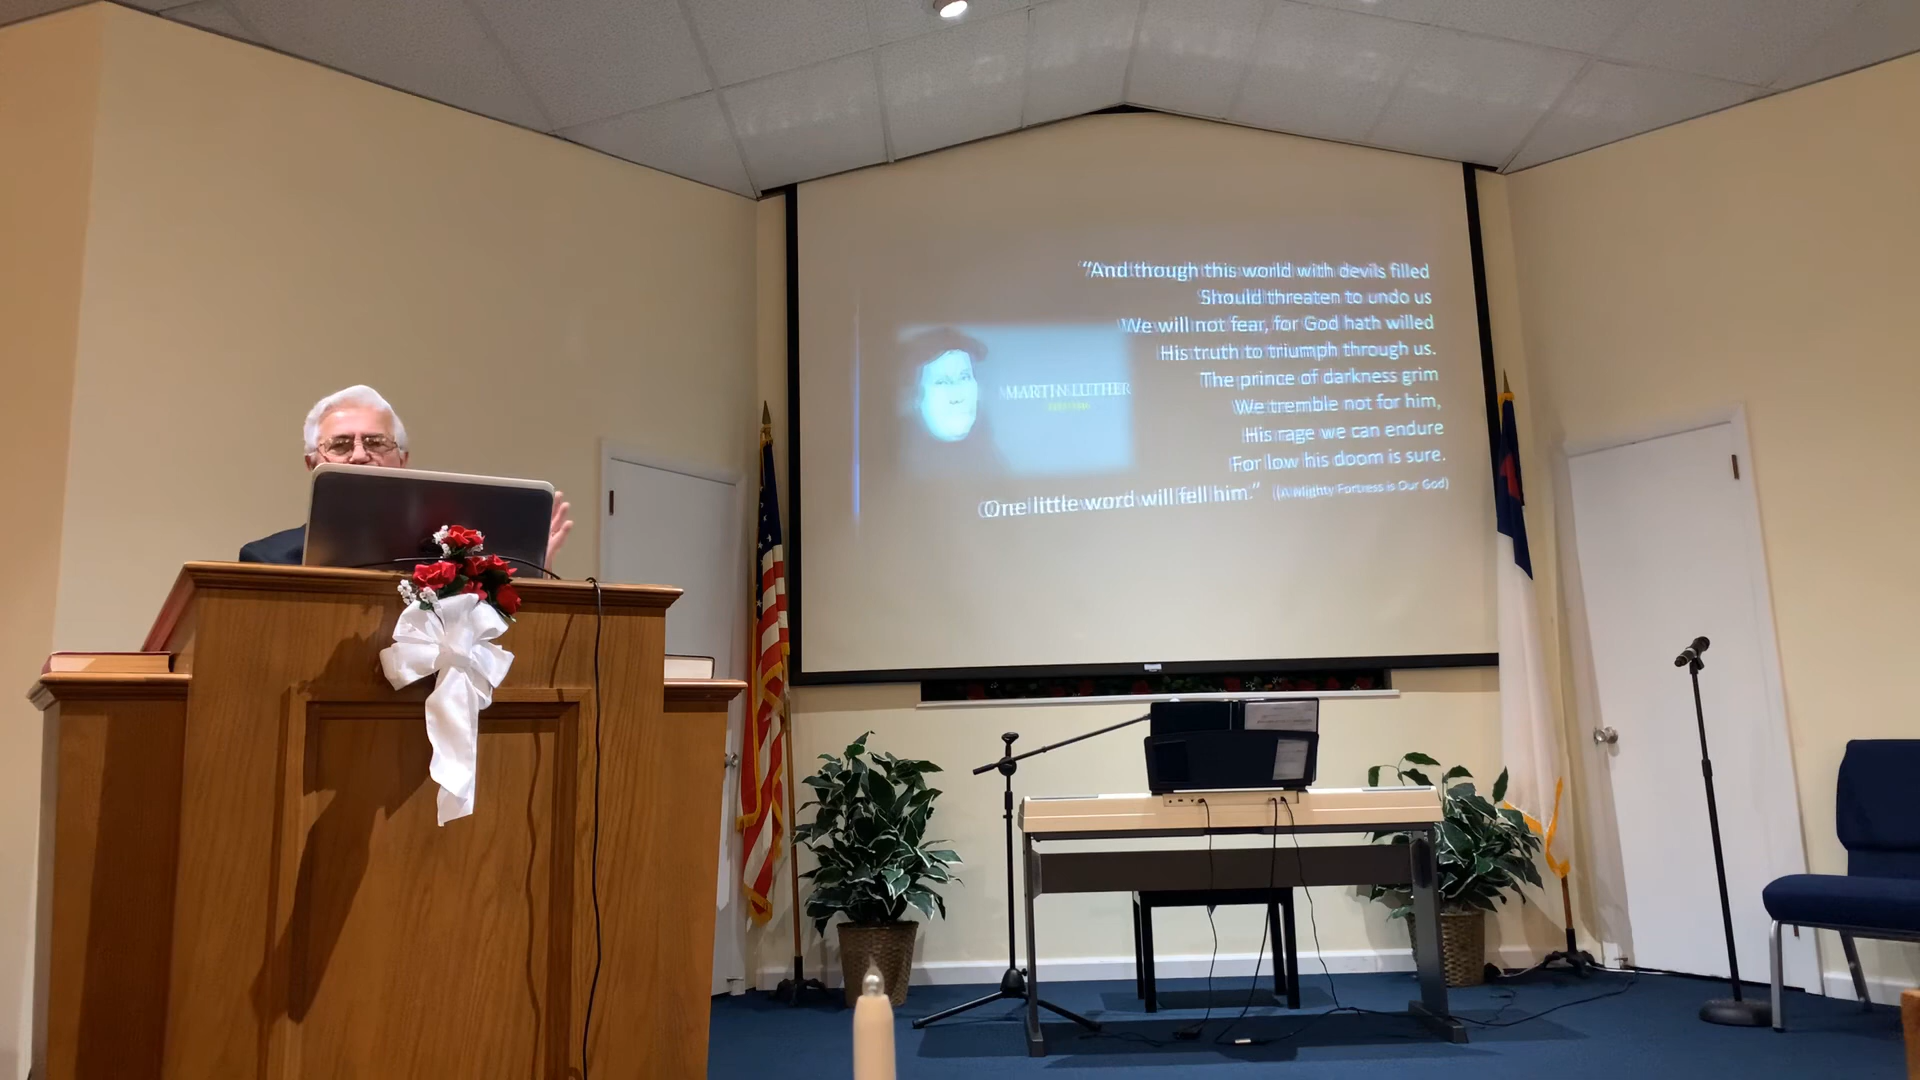 “And though this world with devils filled
Should threaten to undo us
We will not fear, for God hath willed
His truth to triumph through us.
The prince of darkness grim
We tremble not for him,
His rage we can endure
For low his doom is sure.
One little word will fell him.” (A Mighty Fortress is Our God)
MARTIN LUTHER